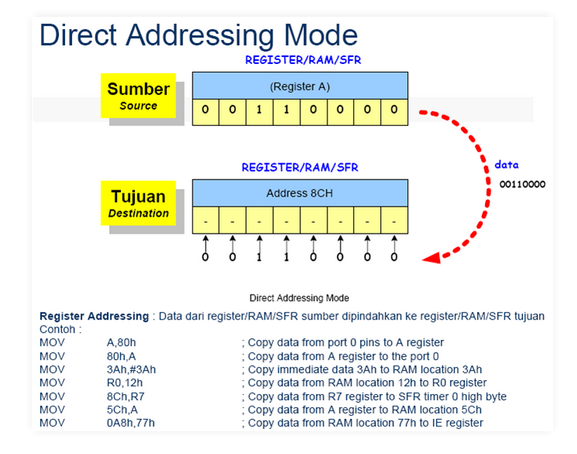 Direct Addressing Mode
REGISTER/RAM/SFR
Sumber
Source
(Register A)
0 0 1 1 0 0 0 0
data
00110000
REGISTER/RAM/SFR
Tujuan
Destination
Address 8CH
- - - - - - - -
0 0 1 1 0 0 0 0
Direct Addressing Mode
Register Addressing : Data dari register/RAM/SFR sumber dipindahkan ke register/RAM/SFR tujuan
Contoh :
MOV A,80h ; Copy data from port 0 pins to A register
MOV 80h,A ; Copy data from A register to the port 0
MOV 3Ah,#3Ah ; Copy immediate data 3Ah to RAM location 3Ah
MOV R0,12h ; Copy data from RAM location 12h to R0 register
MOV 8Ch,R7 ; Copy data from R7 register to SFR timer 0 high byte
MOV 5Ch,A ; Copy data from A register to RAM location 5Ch
MOV 0A8h,77h ; Copy data from RAM location 77h to IE register